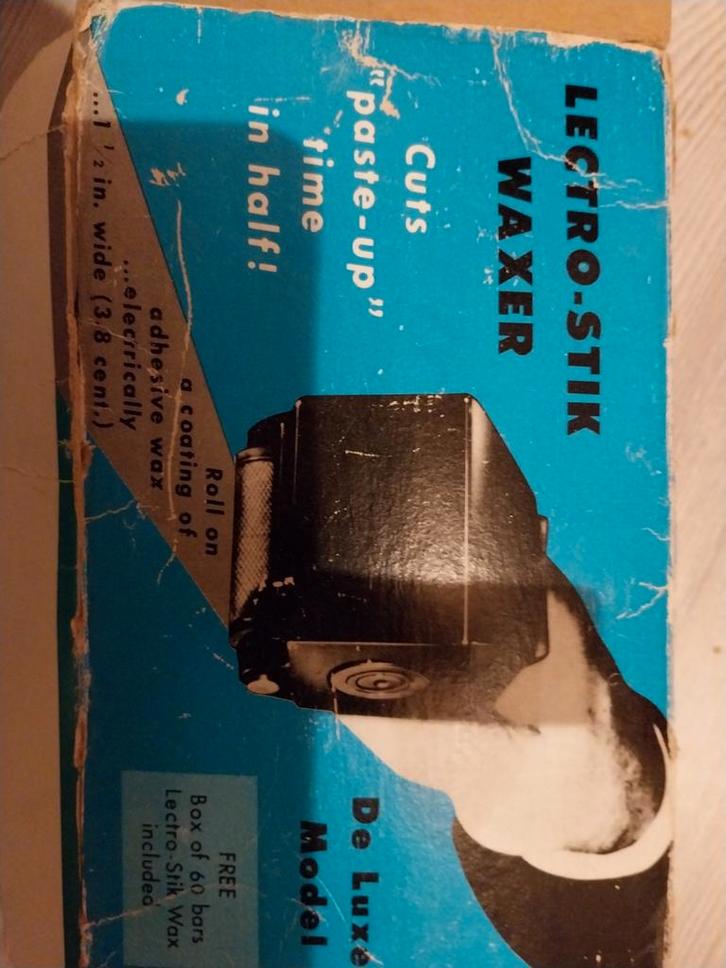 LECTRO-STIK
WAXER
Cuts
"paste-up"
time
in half!
Roll on
a coating of
adhesive wax
...electrically
...1 1/2 in. wide (3.8 cent.)
De Luxe
Model
FREE
Box of 60 bars
Lectro-Stik Wax
included